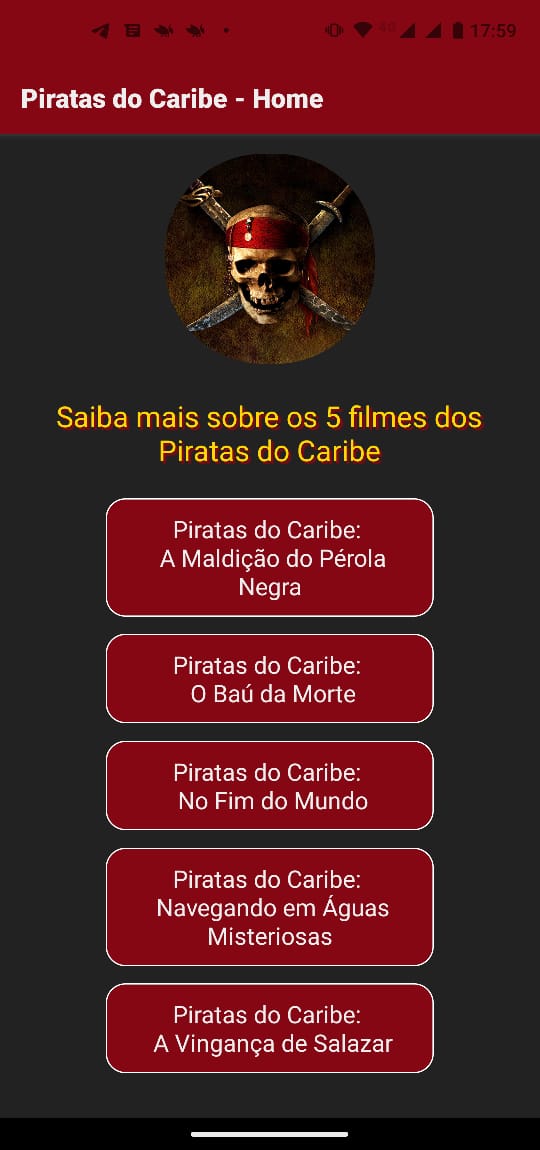 4G 17:59
Piratas do Caribe - Home
Saiba mais sobre os 5 filmes dos
Piratas do Caribe
Piratas do Caribe:
A Maldição do Pérola
Negra
Piratas do Caribe:
O Baú da Morte
Piratas do Caribe:
No Fim do Mundo
Piratas do Caribe:
Navegando em Águas
Misteriosas
Piratas do Caribe:
A Vingança de Salazar